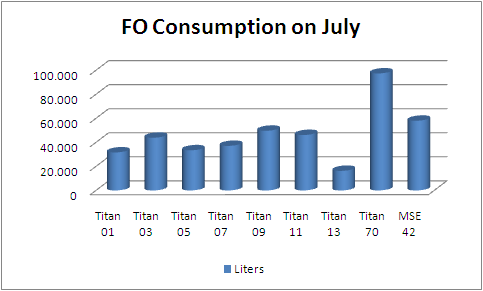 FO Consumption on July
100.000
80.000
60.000
40.000
20.000
0
Titan 01
Titan 03
Titan 05
Titan 07
Titan 09
Titan 11
Titan 13
Titan 70
MSE 42
Liters